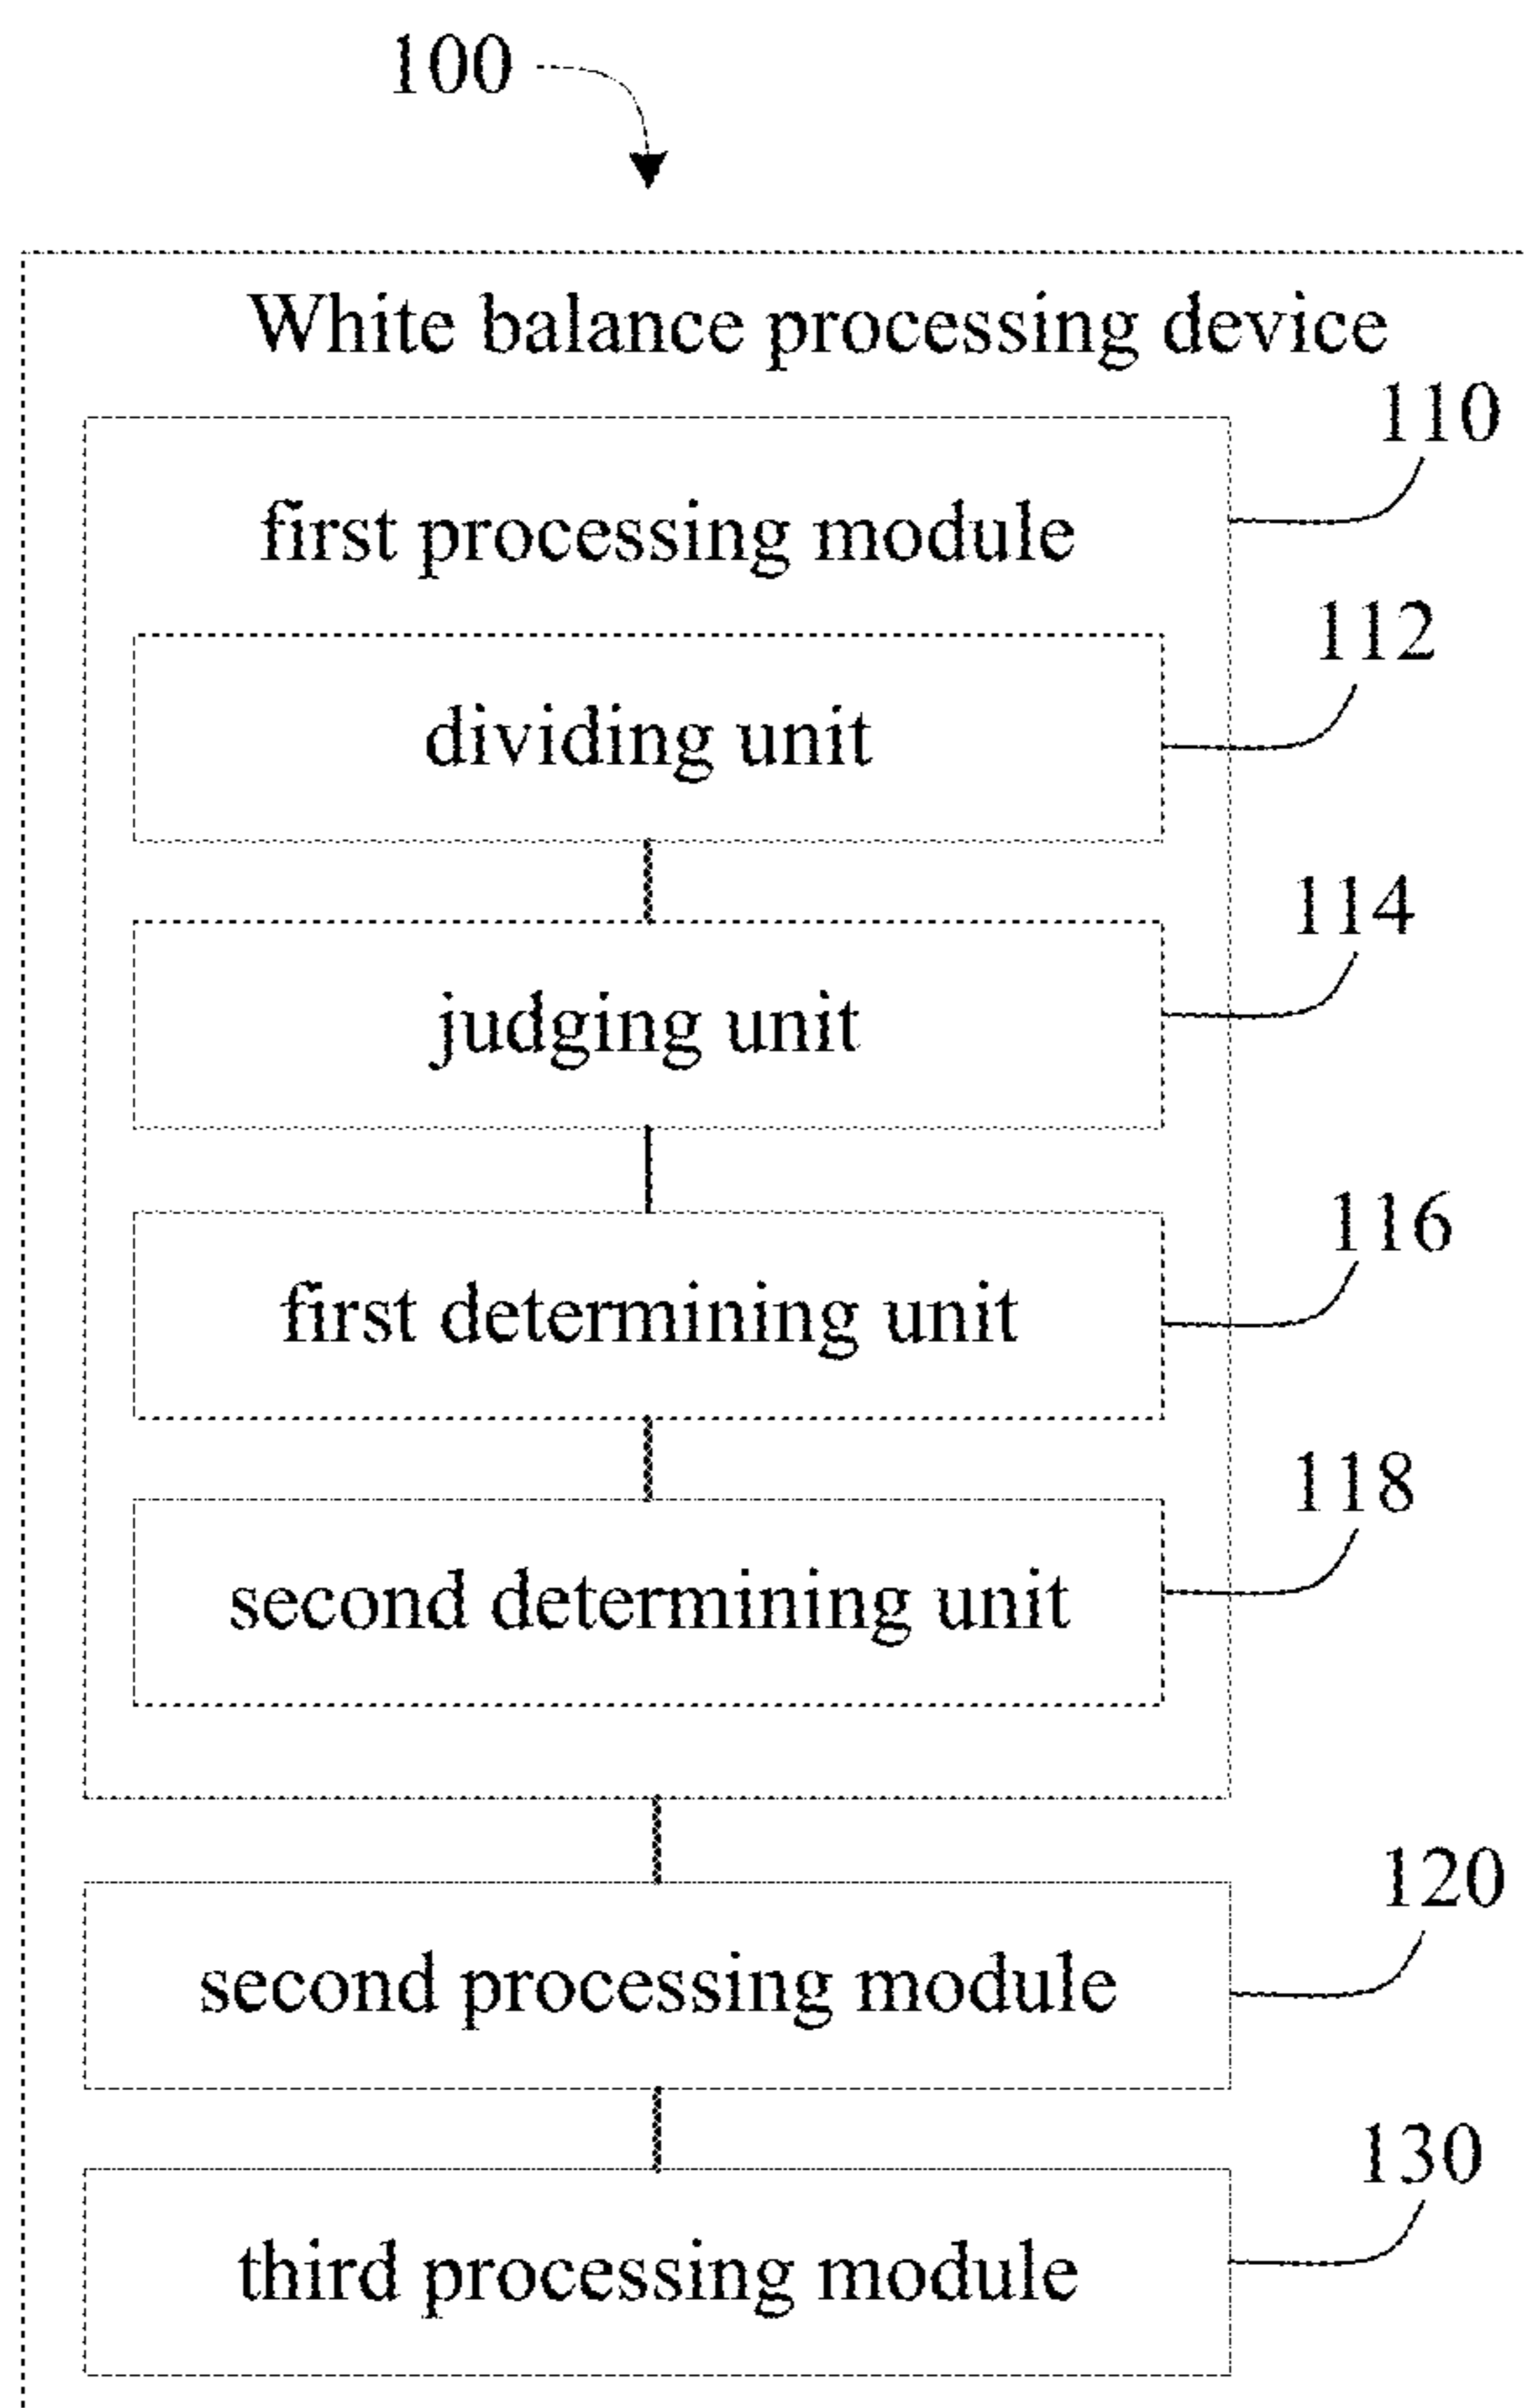 100
White balance processing device
110
first processing module
112
dividing unit
114
judging unit
116
first determining unit
118
second determining unit
120
second processing module
130
third processing module